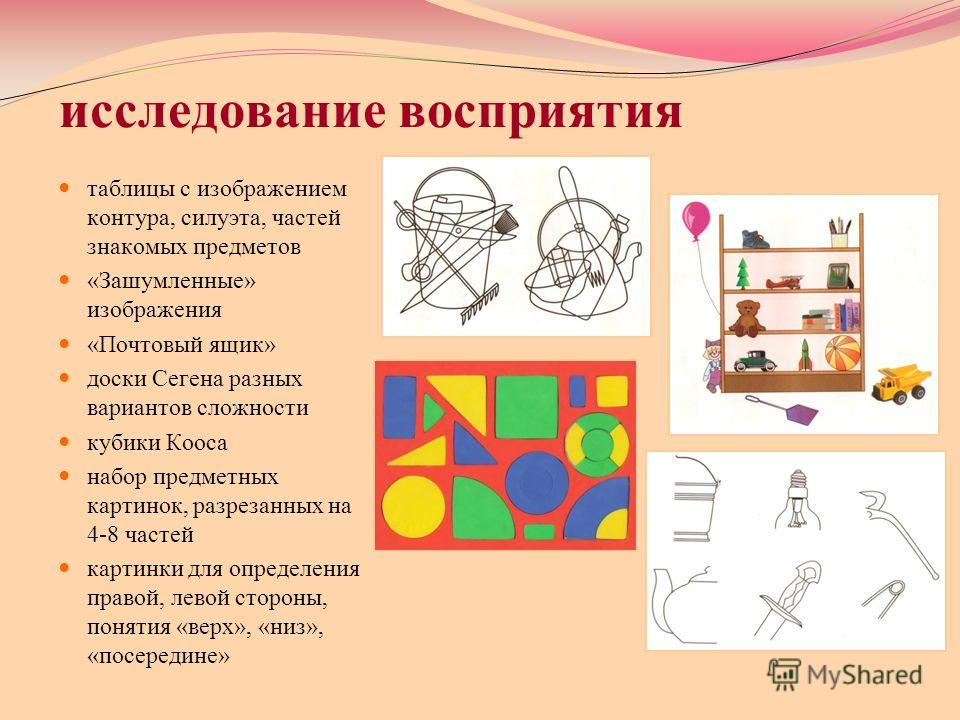 исследование восприятия
таблицы с изображением
контура, силуэта, частей
знакомых предметов
«Зашумленные»
изображения
«Почтовый ящик»
доски Сегена разных
вариантов сложности
кубики Кооса
набор предметных
картинок, разрезанных на
4-8 частей
картинки для определения
правой, левой стороны,
понятия «верх», «низ»,
«посередине»
MyShared